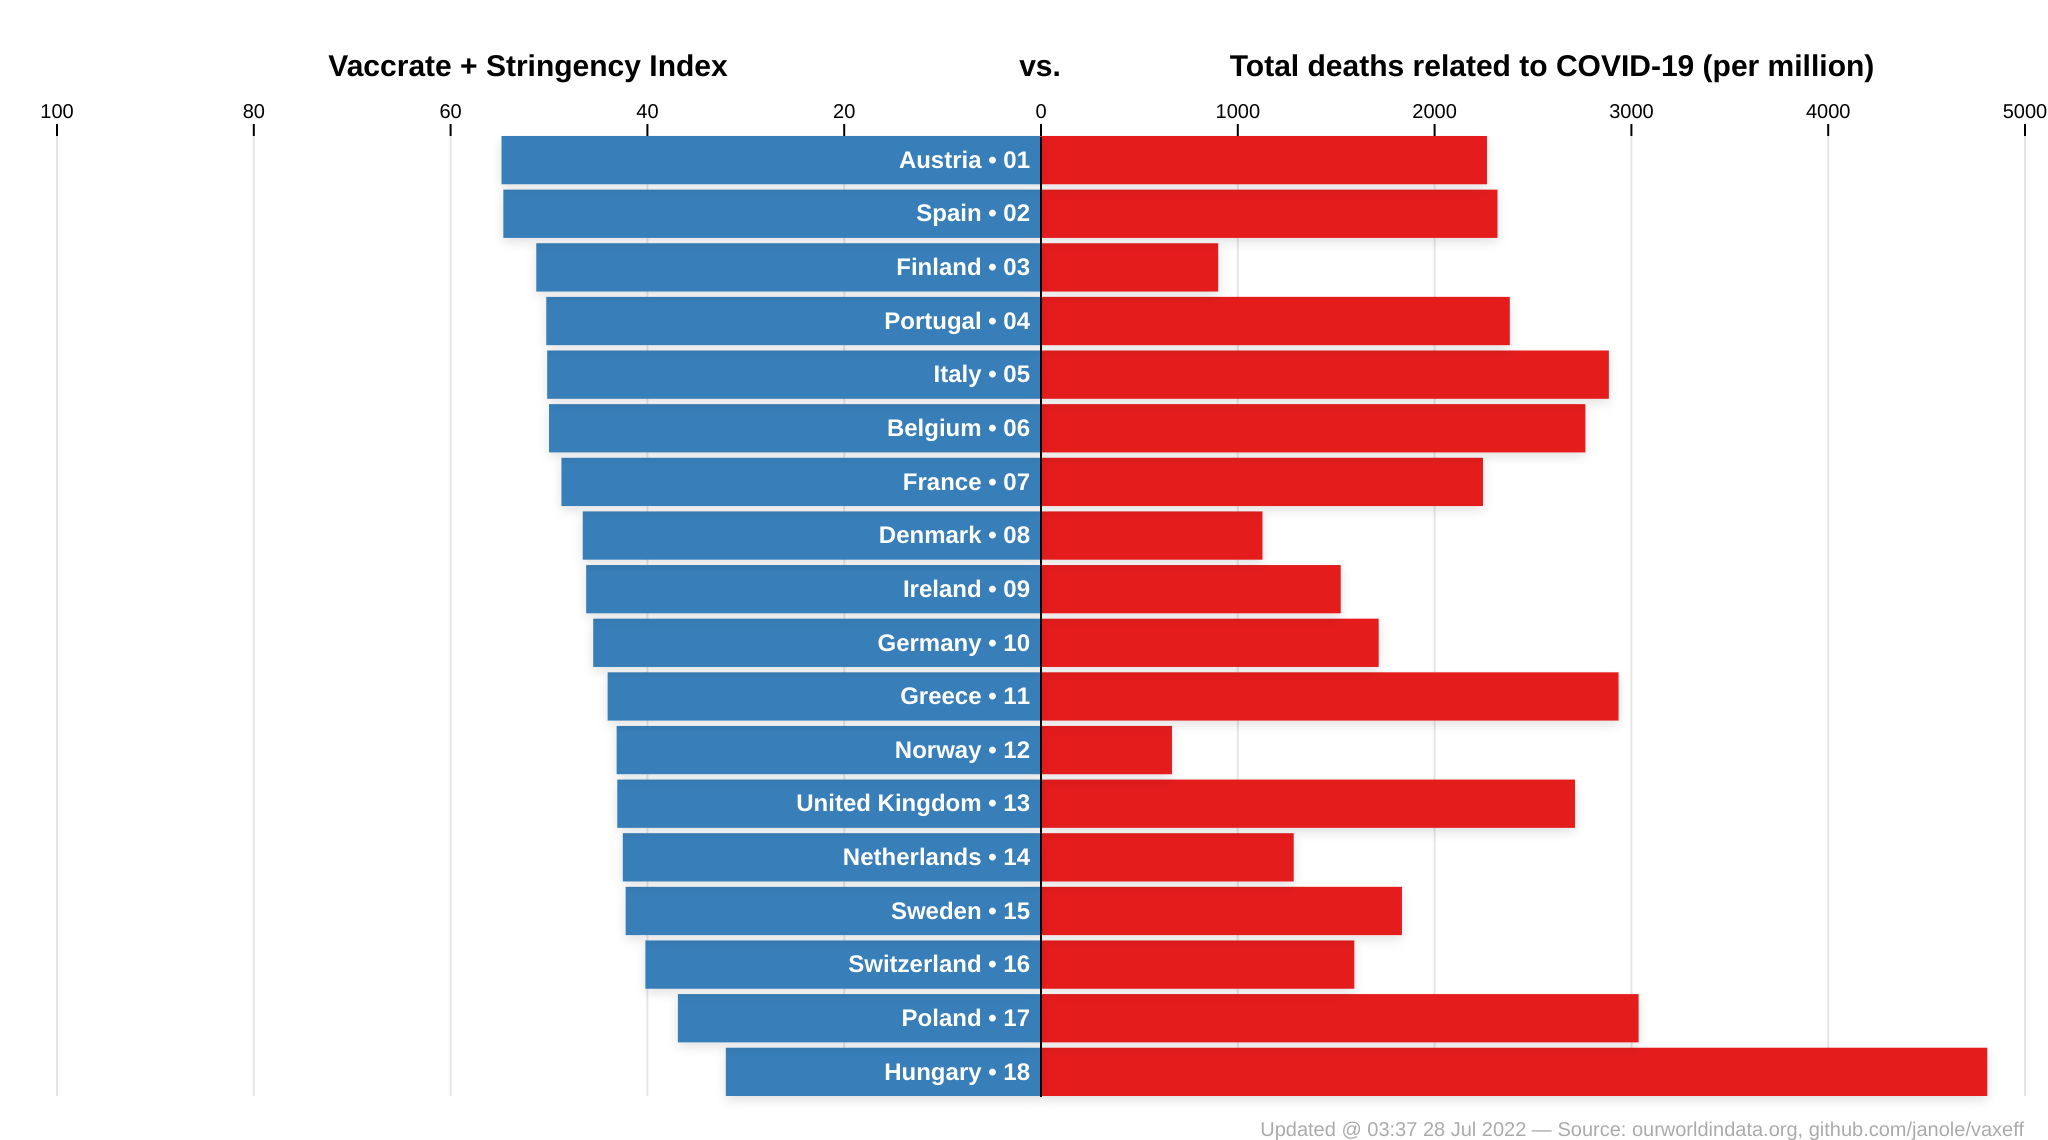 Vaccrate + Stringency Index vs. Total deaths related to COVID-19 (per million)
100 80 60 40 20 0 1000 2000 3000 4000 5000
Austria • 01
Spain • 02
Finland • 03
Portugal • 04
Italy • 05
Belgium • 06
France • 07
Denmark • 08
Ireland • 09
Germany • 10
Greece • 11
Norway • 12
United Kingdom • 13
Netherlands • 14
Sweden • 15
Switzerland • 16
Poland • 17
Hungary • 18
Updated @ 03:37 28 Jul 2022 — Source: ourworldindata.org, github.com/janole/vaxeff